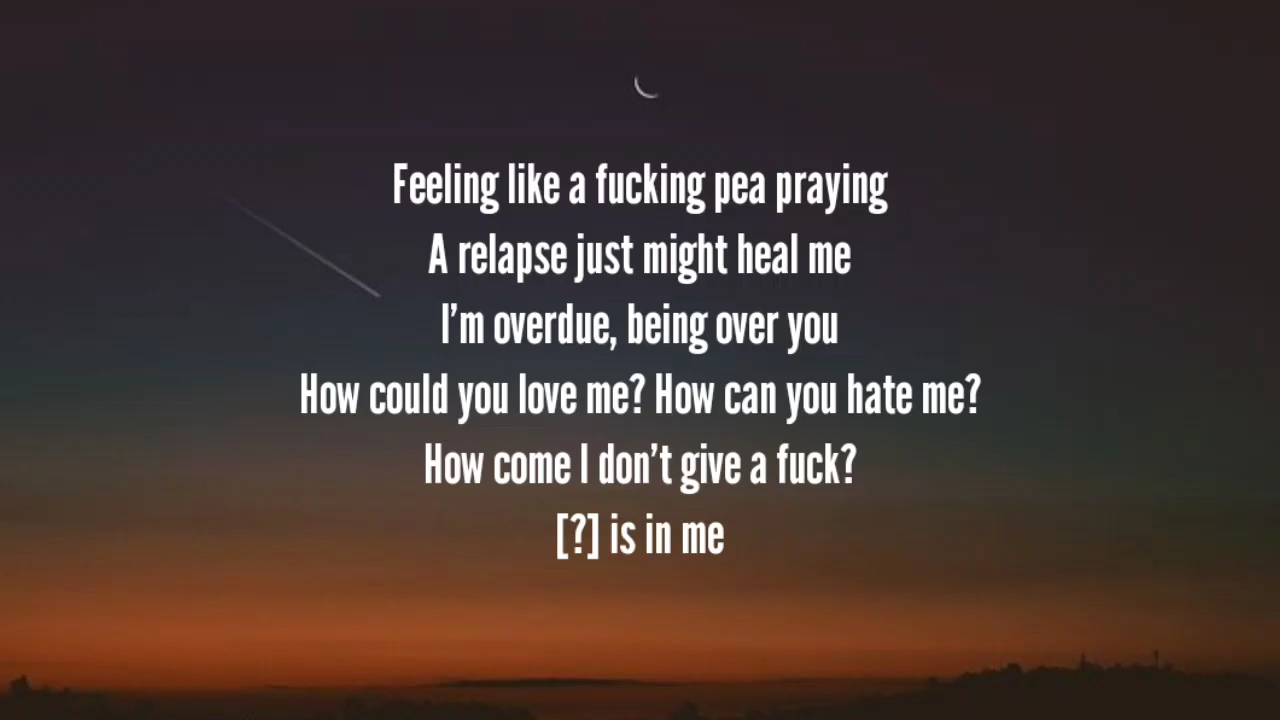 Feeling like a fucking pea praying
A relapse just might heal me
I'm overdue, being over you
How could you love me? How can you hate me?
How come I don't give a fuck?
[?] is in me